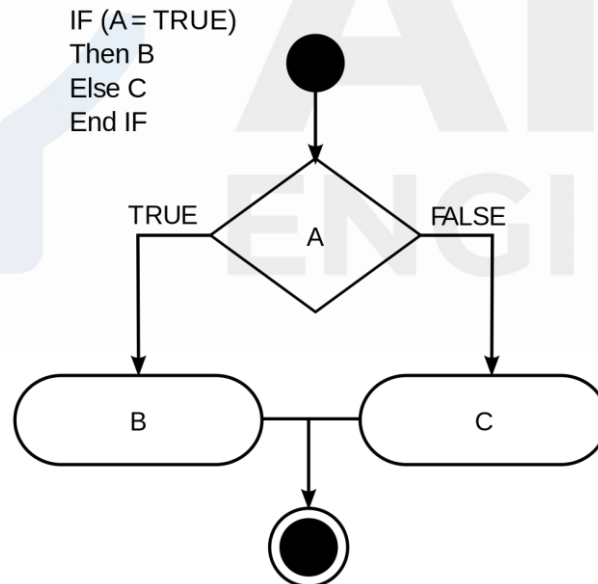 IF (A = TRUE)
Then B
Else C
End IF
TRUE
FALSE
A
B
C